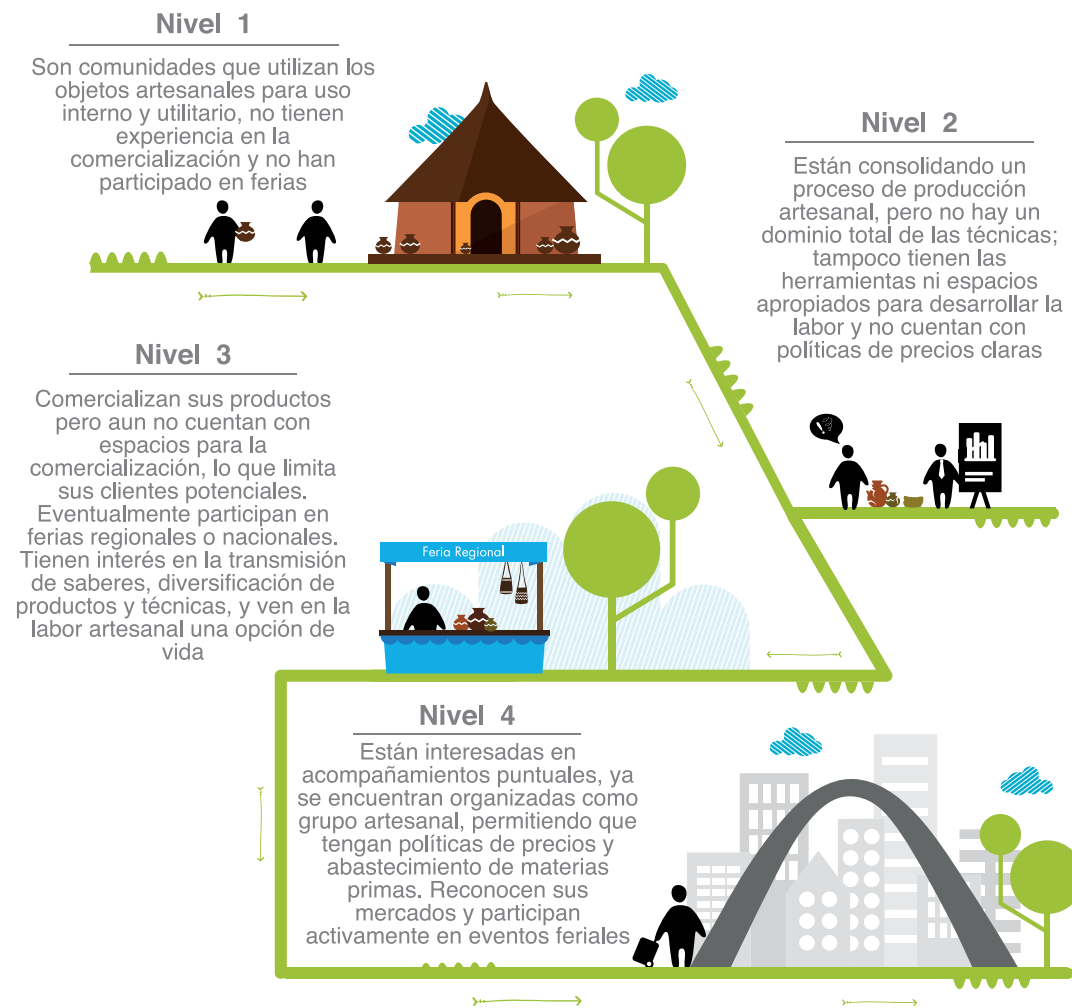 Nivel 1
Son comunidades que utilizan los
objetos artesanales para uso
interno y utilitario, no tienen
experiencia en la
comercialización y no han
participado en ferias
Nivel 2
Están consolidando un
proceso de producción
artesanal, pero no hay un
dominio total de las técnicas;
tampoco tienen las
herramientas ni espacios
apropiados para desarrollar la
labor y no cuentan con
políticas de precios claras
Nivel 3
Comercializan sus productos
pero aun no cuentan con
espacios para la
comercialización, lo que limita
sus clientes potenciales.
Eventualmente participan en
ferias regionales o nacionales.
Tienen interés en la transmisión
de saberes, diversificación de
productos y técnicas, y ven en la
labor artesanal una opción de
vida
Feria Regional
Nivel 4
Están interesadas en
acompañamientos puntuales, ya
se encuentran organizadas como
grupo artesanal, permitiendo que
tengan políticas de precios y
abastecimiento de materias
primas. Reconocen sus
mercados y participan
activamente en eventos feriales